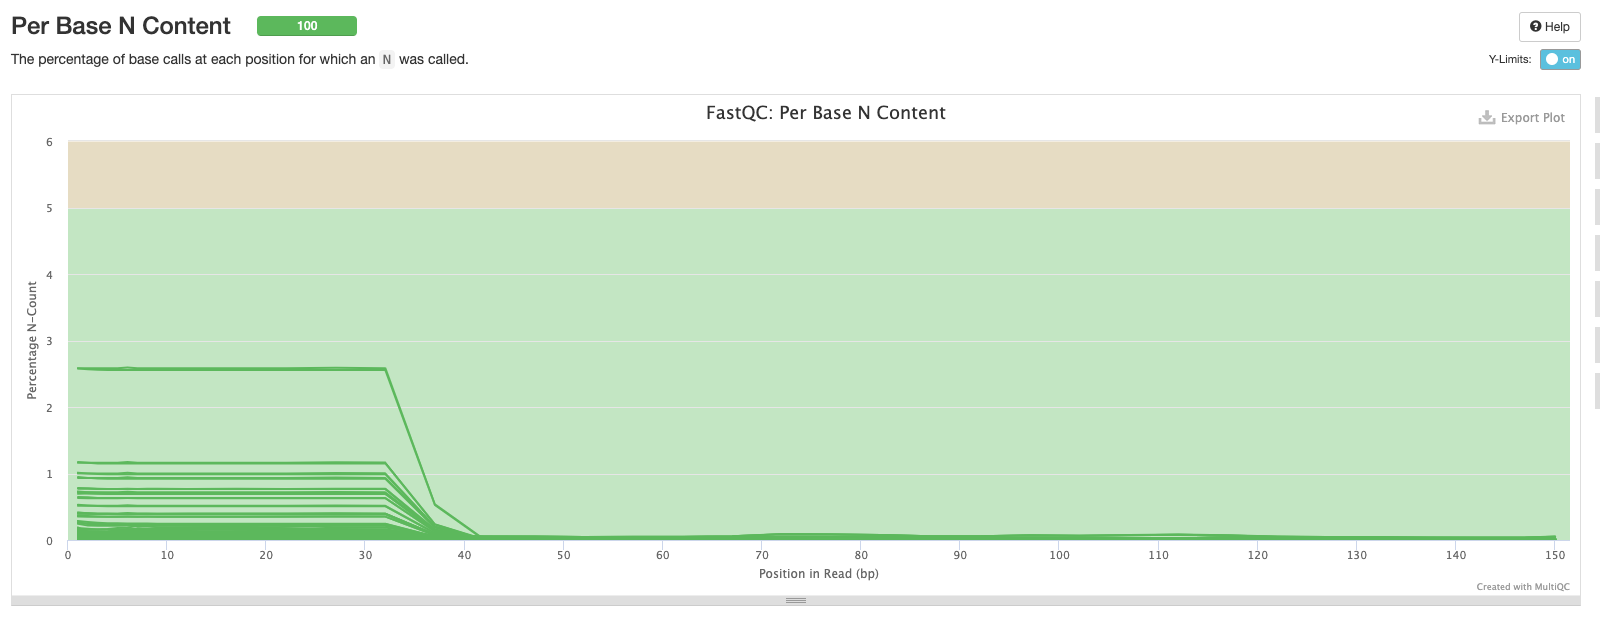 Per Base N Content 100
Help
The percentage of base calls at each position for which an N was called.
Y-Limits: on
FastQC: Per Base N Content
Export Plot
6
5
4
3
2
1
0
Percentage N-Count
0 10 20 30 40 50 60 70 80 90 100 110 120 130 140 150
Position in Read (bp)
Created with MultiQC